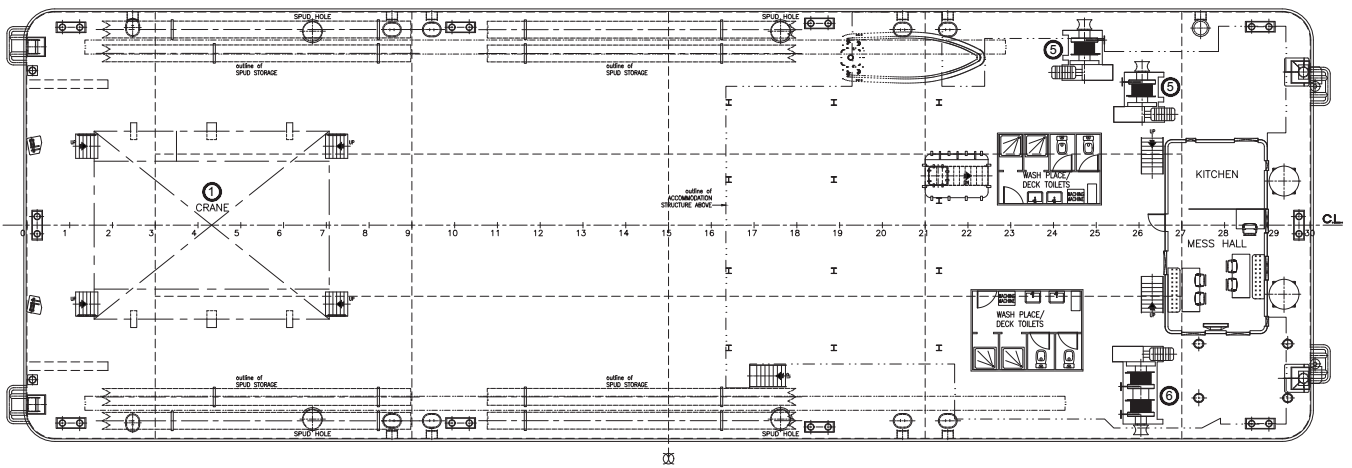 SPUD HOLE
SPUD HOLE
5
outline of
SPUD STORAGE
outline of
SPUD STORAGE
5
UP
UP
UP
KITCHEN
WASH PLACE/
DECK TOILETS
1
CRANE
outline of
ACCOMMODATION
STRUCTURE ABOVE
WASHING
MACHINE
0 1 2 3 4 5 6 7 8 9 10 11 12 13 14 15 16 17 18 19 20 21 22 23 24 25 26 27 28 29 30
C.L.
MESS HALL
UP
UP
UP
WASH PLACE/
DECK TOILETS
outline of
SPUD STORAGE
outline of
SPUD STORAGE
6
SPUD HOLE
SPUD HOLE